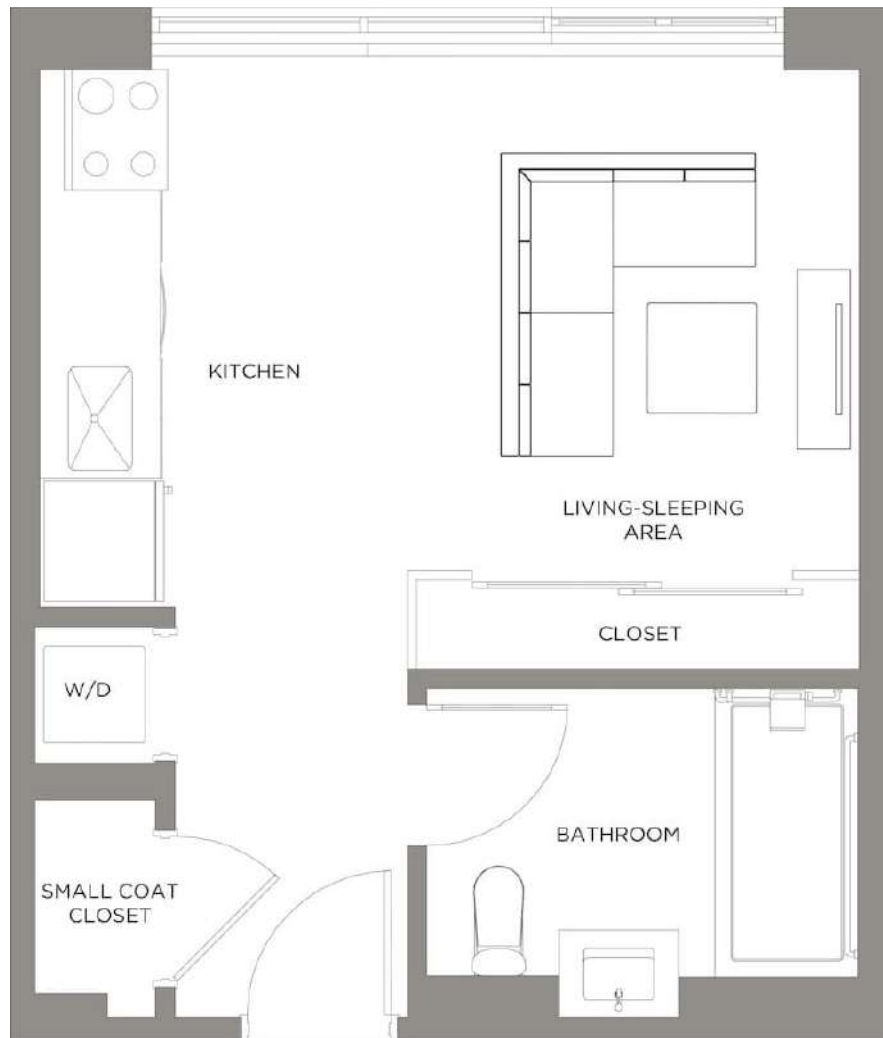 KITCHEN
LIVING-SLEEPING
AREA
CLOSET
W/D
BATHROOM
SMALL COAT
CLOSET